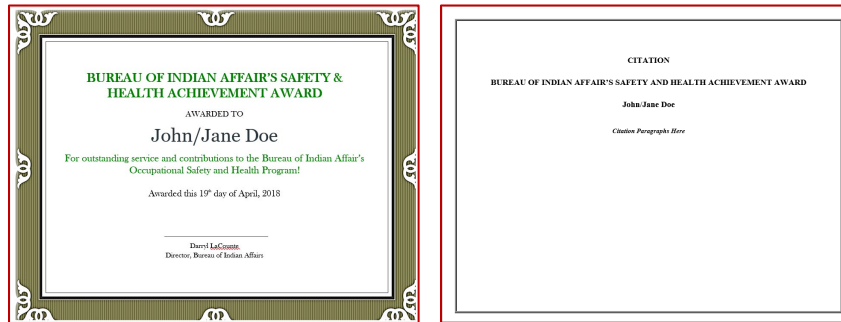 BUREAU OF INDIAN AFFAIR'S SAFETY &
HEALTH ACHIEVEMENT AWARD
AWARDED TO
John/Jane Doe
For outstanding service and contributions to the Bureau of Indian Affair's
Occupational Safety and Health Program!
Awarded this 19th day of April, 2018
Darryl LaCounte
Director, Bureau of Indian Affairs
CITATION
BUREAU OF INDIAN AFFAIR'S SAFETY AND HEALTH ACHIEVEMENT AWARD
John/Jane Doe
Citation Paragraphs Here